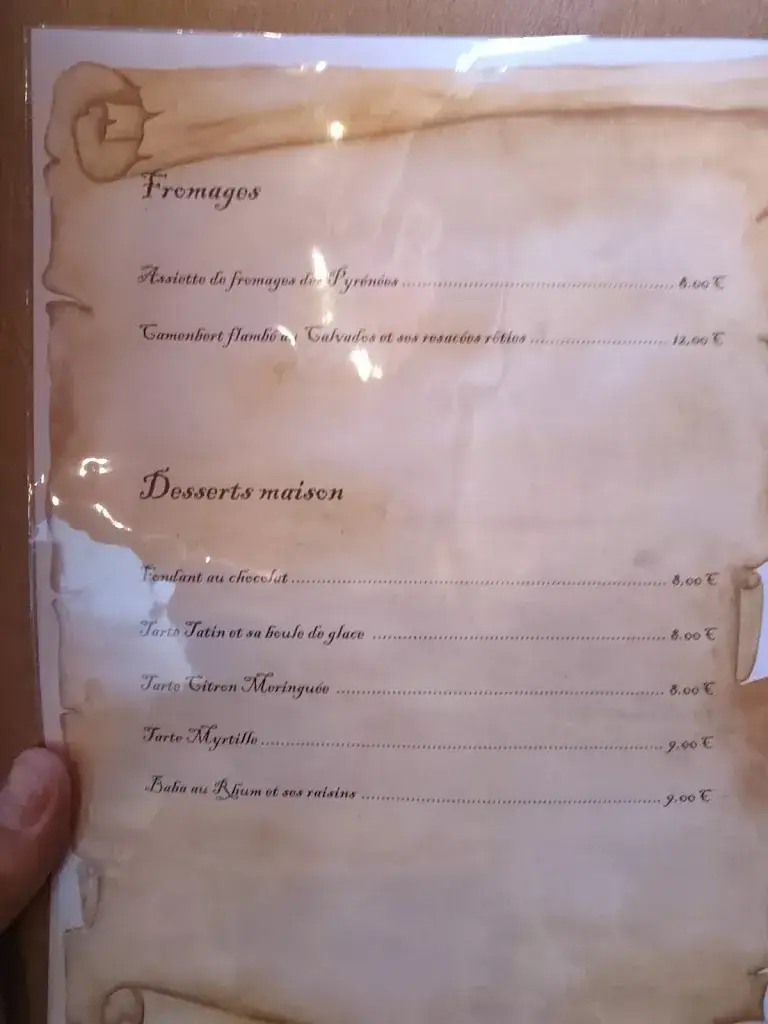 Fromages
Assiette de fromages des Pyrénées 8.00 €
Camembert flambé au Calvados et ses rosacées rôties 12,00 €
Desserts maison
Fondant au chocolat 8,00 €
Tarte Tatin et sa boule de glace 8.00 €
Tarte Citron Meringuée 8.00 €
Tarte Myrtille 9.00 €
Baba au Rhum et ses raisins 9.00 €